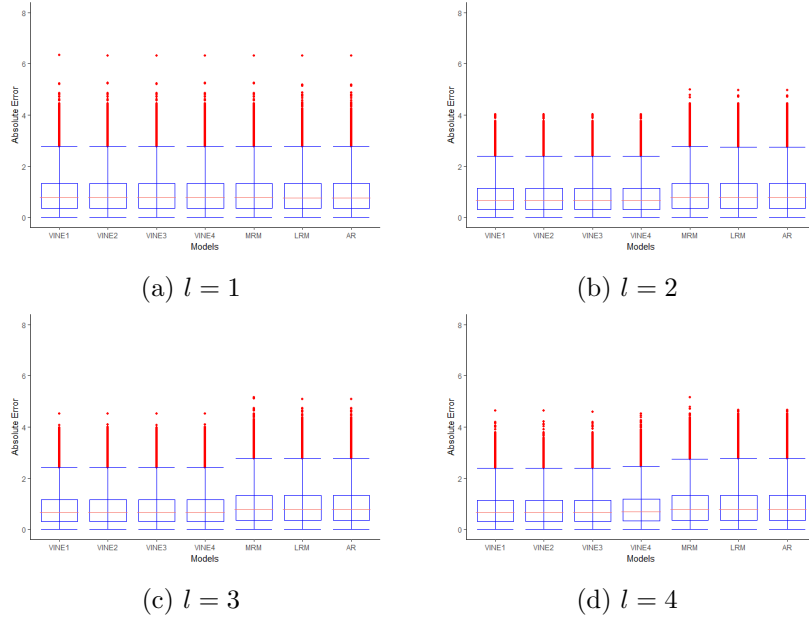 8
6
4
2
0
Absolute Error
VINE1 VINE2 VINE3 VINE4 MRM LRM AR
Models
(a) l = 1
8
6
4
2
0
Absolute Error
VINE1 VINE2 VINE3 VINE4 MRM LRM AR
Models
(b) l = 2
8
6
4
2
0
Absolute Error
VINE1 VINE2 VINE3 VINE4 MRM LRM AR
Models
(c) l = 3
8
6
4
2
0
Absolute Error
VINE1 VINE2 VINE3 VINE4 MRM LRM AR
Models
(d) l = 4